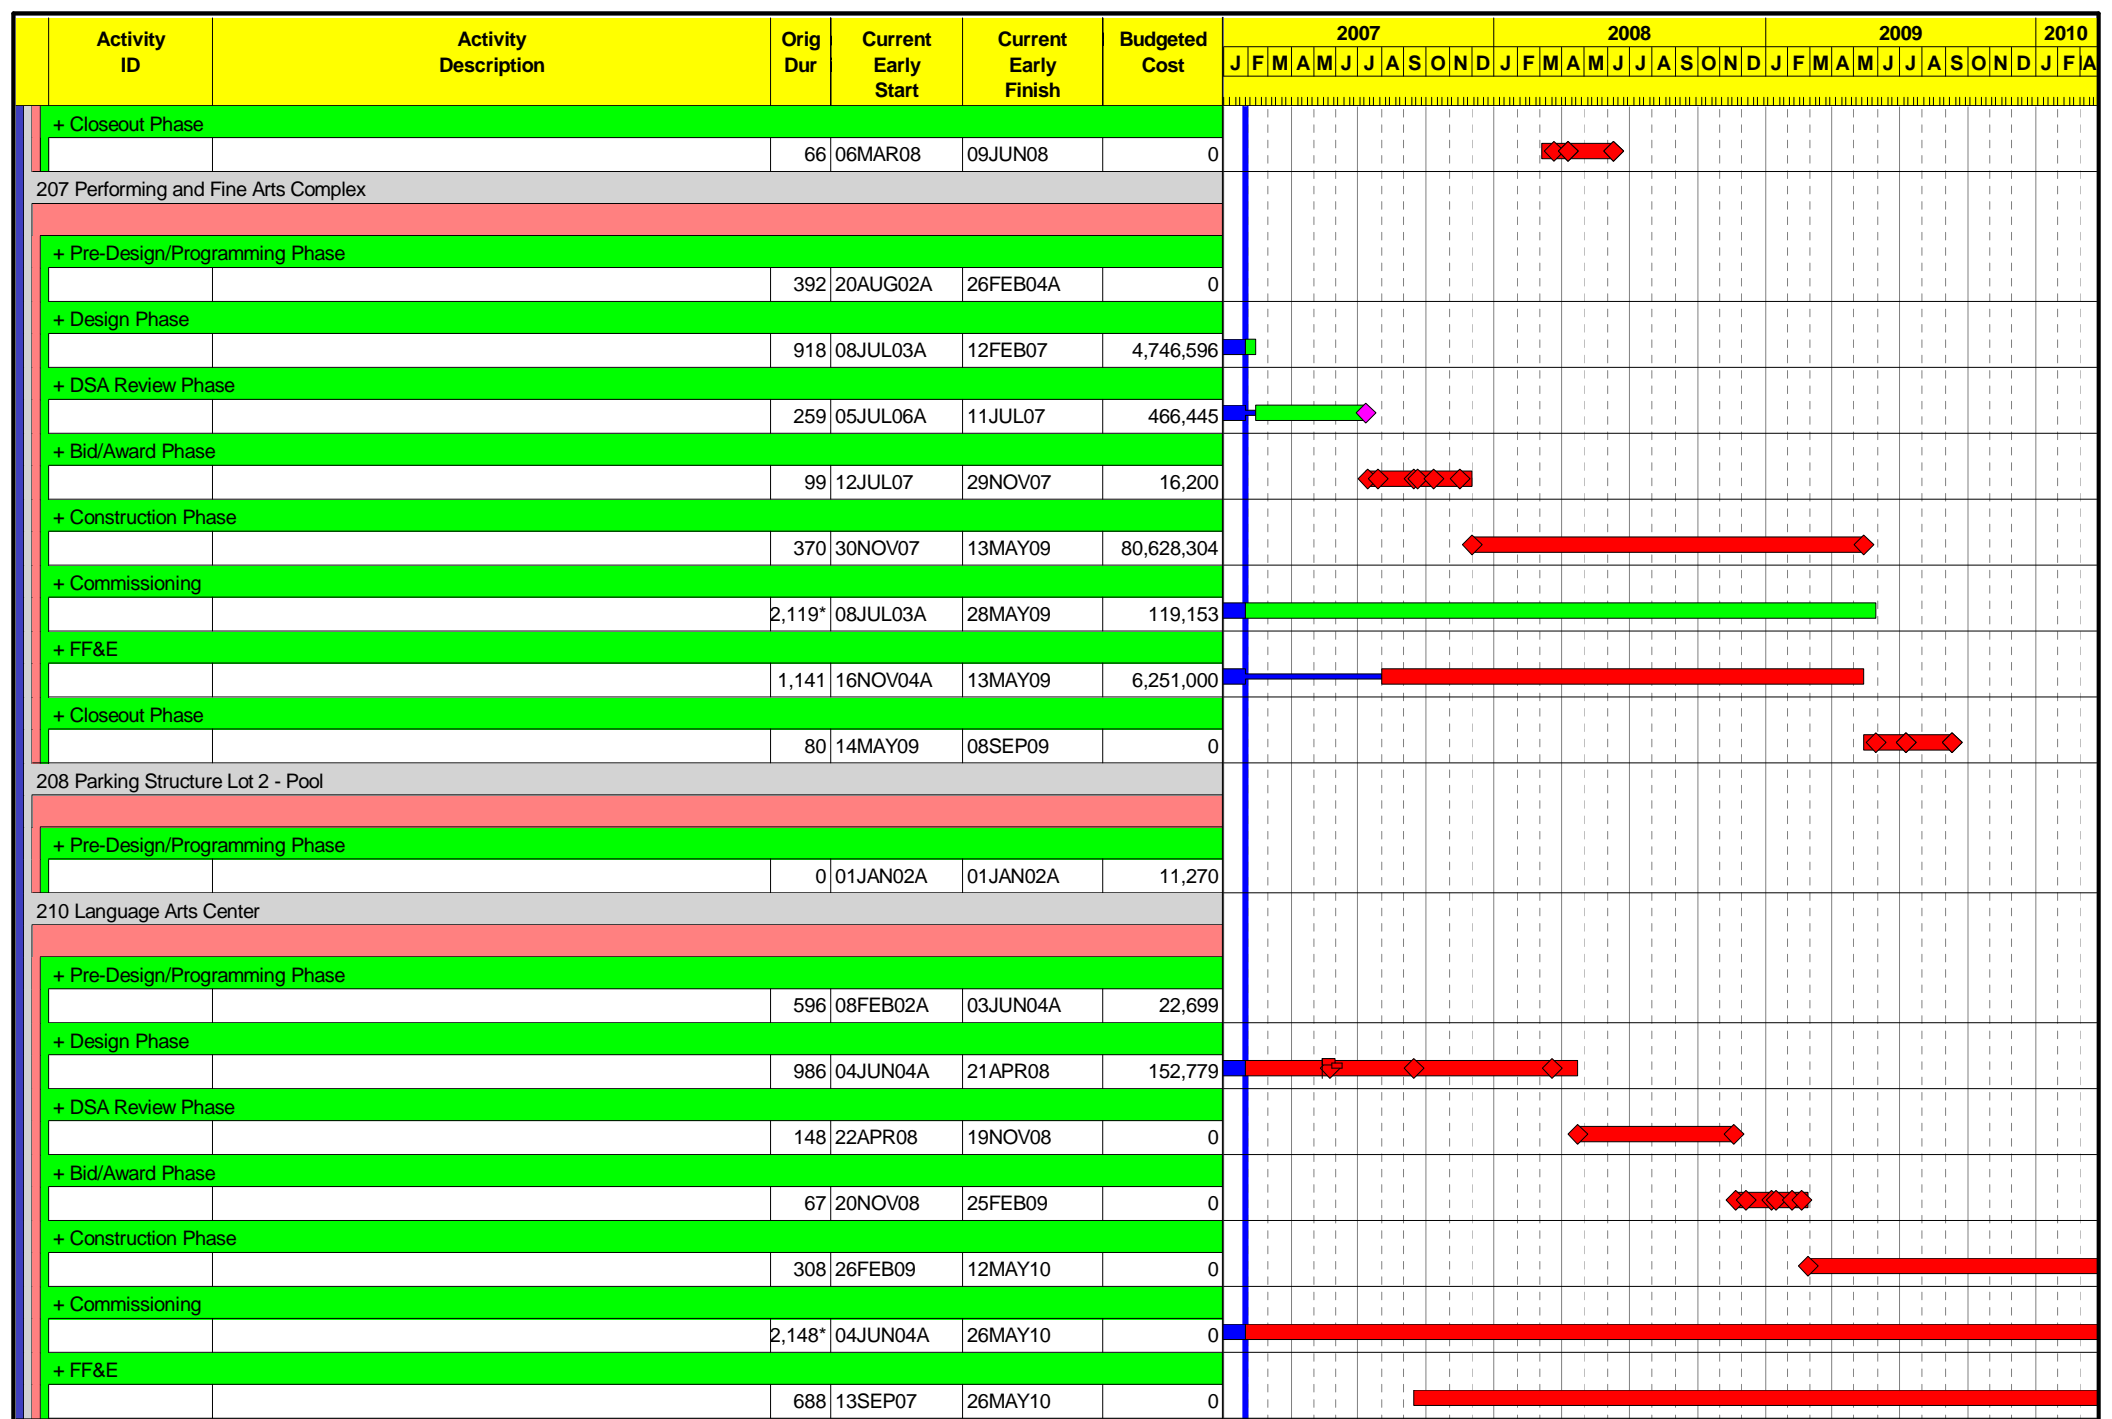 Activity ID Activity Description Orig Dur Current Early Start Current Early Finish Budgeted Cost 2007 2008 2009 2010
J F M A M J J A S O N D J F M A M J J A S O N D J F M A M J J A S O N D J F A
+ Closeout Phase
66 06MAR08 09JUN08 0
207 Performing and Fine Arts Complex
+ Pre-Design/Programming Phase
392 20AUG02A 26FEB04A 0
+ Design Phase
918 08JUL03A 12FEB07 4,746,596
+ DSA Review Phase
259 05JUL06A 11JUL07 466,445
+ Bid/Award Phase
99 12JUL07 29NOV07 16,200
+ Construction Phase
370 30NOV07 13MAY09 80,628,304
+ Commissioning
2,119* 08JUL03A 28MAY09 119,153
+ FF&E
1,141 16NOV04A 13MAY09 6,251,000
+ Closeout Phase
80 14MAY09 08SEP09 0
208 Parking Structure Lot 2 - Pool
+ Pre-Design/Programming Phase
0 01JAN02A 01JAN02A 11,270
210 Language Arts Center
+ Pre-Design/Programming Phase
596 08FEB02A 03JUN04A 22,699
+ Design Phase
986 04JUN04A 21APR08 152,779
+ DSA Review Phase
148 22APR08 19NOV08 0
+ Bid/Award Phase
67 20NOV08 25FEB09 0
+ Construction Phase
308 26FEB09 12MAY10 0
+ Commissioning
2,148* 04JUN04A 26MAY10 0
+ FF&E
688 13SEP07 26MAY10 0